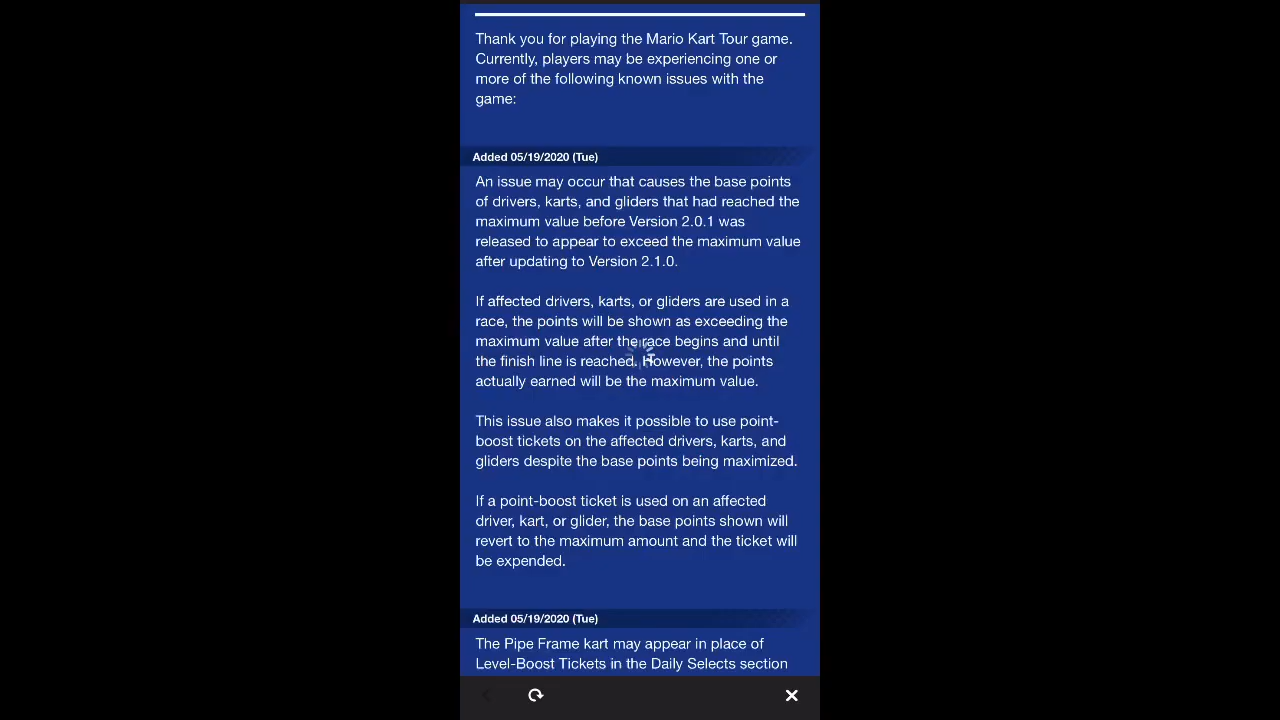 Thank you for playing the Mario Kart Tour game.
Currently, players may be experiencing one or
more of the following known issues with the
game:
Added 05/19/2020 (Tue)
An issue may occur that causes the base points
of drivers, karts, and gliders that had reached the
maximum value before Version 2.0.1 was
released to appear to exceed the maximum value
after updating to Version 2.1.0.
If affected drivers, karts, or gliders are used in a
race, the points will be shown as exceeding the
maximum value after the race begins and until
the finish line is reached. However, the points
actually earned will be the maximum value.
This issue also makes it possible to use point-
boost tickets on the affected drivers, karts, and
gliders despite the base points being maximized.
If a point-boost ticket is used on an affected
driver, kart, or glider, the base points shown will
revert to the maximum amount and the ticket will
be expended.
Added 05/19/2020 (Tue)
The Pipe Frame kart may appear in place of
Level-Boost Tickets in the Daily Selects section